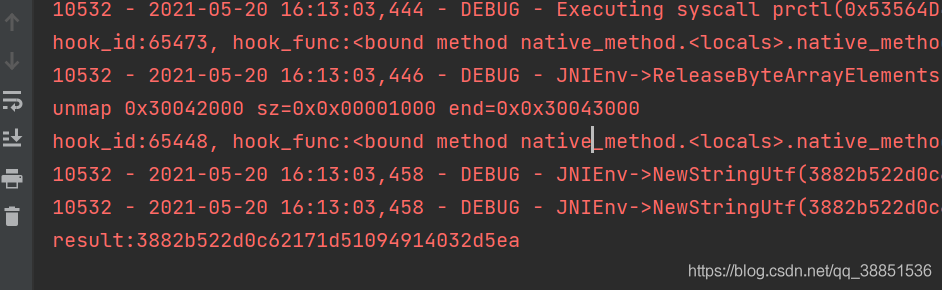 10532 - 2021-05-20 16:13:03,444 - DEBUG - Executing syscall prctl(0x53564D
hook_id:65473, hook_func:<bound method native_method.<locals>.native_metho
10532 - 2021-05-20 16:13:03,446 - DEBUG - JNIEnv->ReleaseByteArrayElements
unmap 0x30042000 sz=0x0x00001000 end=0x0x30043000
hook_id:65448, hook_func:<bound method native_method.<locals>.native_metho
10532 - 2021-05-20 16:13:03,458 - DEBUG - JNIEnv->NewStringUtf(3882b522d0c
10532 - 2021-05-20 16:13:03,458 - DEBUG - JNIEnv->NewStringUtf(3882b522d0c
result:3882b522d0c62171d51094914032d5ea
https://blog.csdn.net/qq_38851536